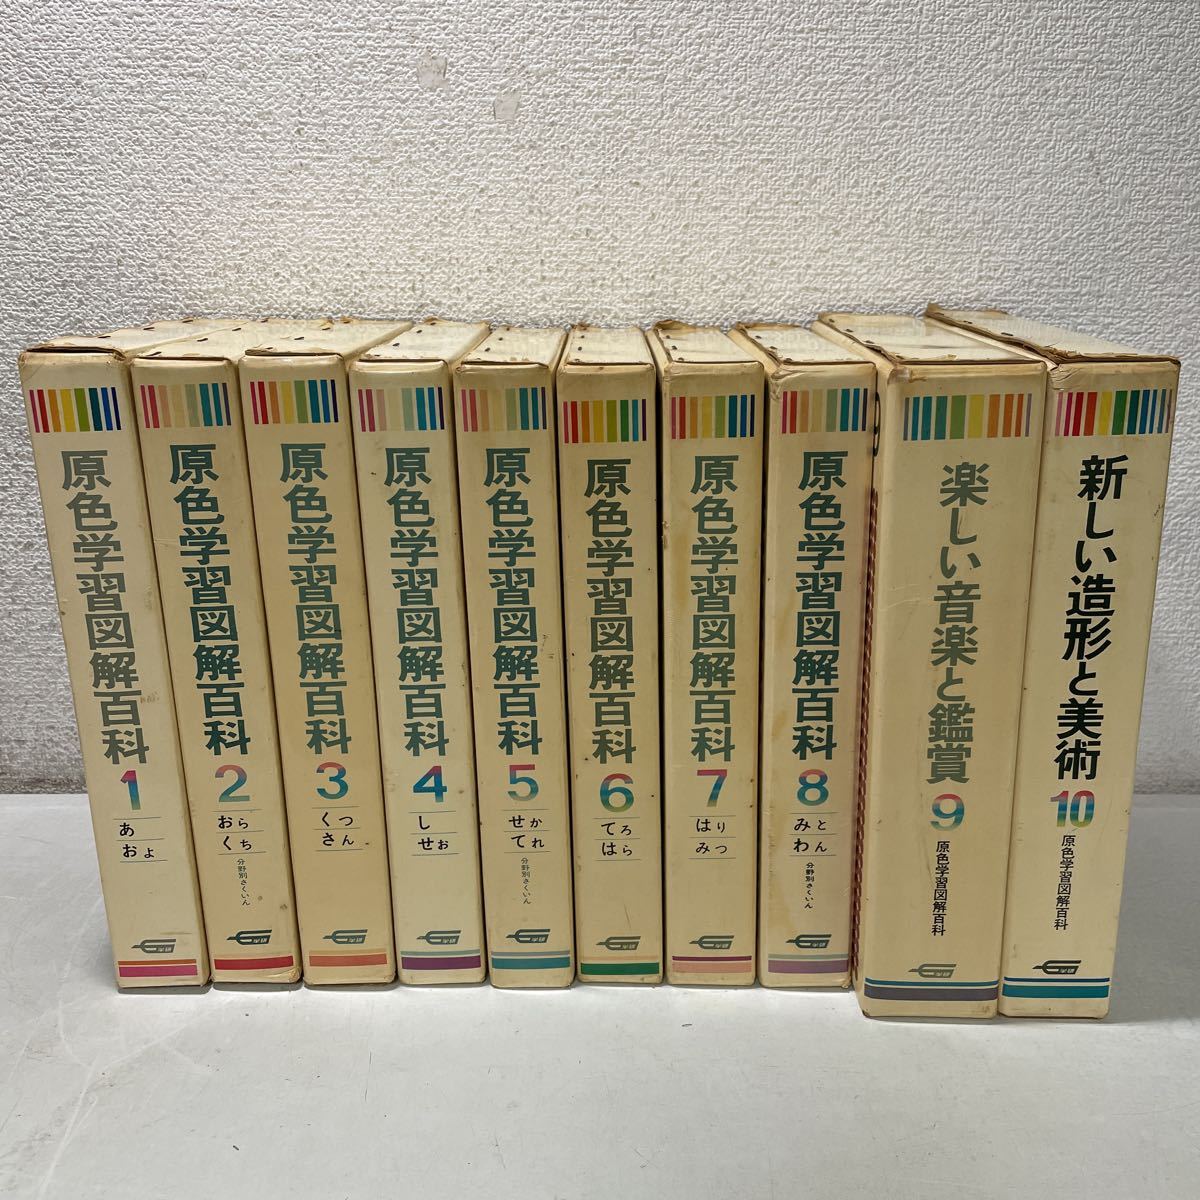 原色学習図解百科
1
あ
およ
原色学習図解百科
2
おら
くち
分野別さくいん
原色学習図解百科
3
くつ
さん
原色学習図解百科
4
し
せお
原色学習図解百科
5
せか
てれ
分野別さくいん
原色学習図解百科
6
てろ
はら
原色学習図解百科
7
はり
みつ
原色学習図解百科
8
みと
わん
分野別さくいん
楽しい音楽と鑑賞
9
原色学習図解百科
新しい造形と美術
10
原色学習図解百科